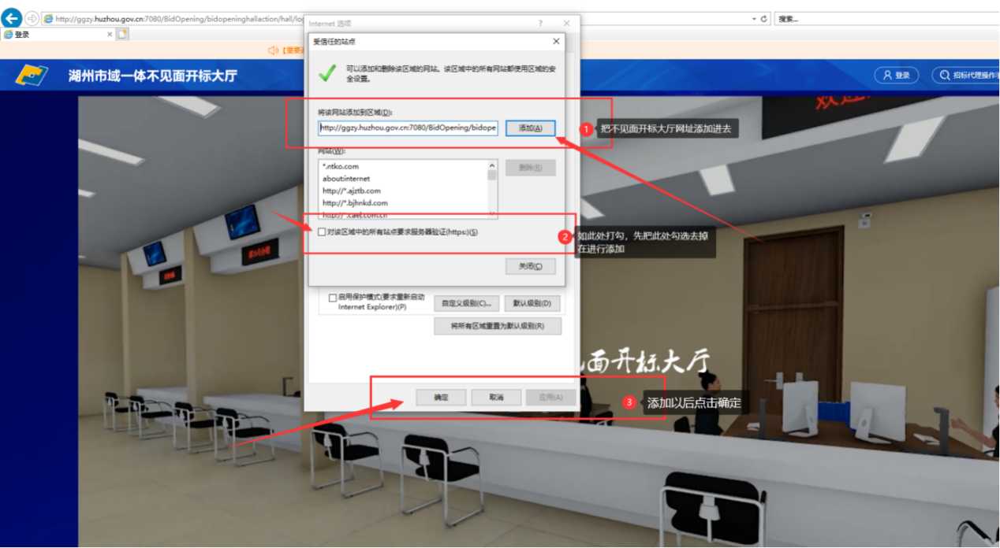 http://ggzy.huzhou.gov.cn:7080/BidOpening/bidopeninghallaction/hall/log
搜索...
登录
Internet 选项
受信任的站点
可以添加和删除该区域的网站。该区域中的所有网站都使用区域的安
全设置。
湖州市域一体不见面开标大厅
登录
招标代理操作手
将该网站添加到区域(D):
http://ggzy.huzhou.gov.cn:7080/BidOpening/bidope
添加(A)
1
把不见面开标大厅网址添加进去
网站(W):
*.ntko.com
about:internet
http://*.ajztb.com
http://*.bjhnkd.com
http://*.caej.com.cn
删除(R)
对该区域中的所有站点要求服务器验证(https:)(S)
2
如此处打勾，先把此处勾选去掉
在进行添加
关闭(C)
启用保护模式(要求重新启动
Internet Explorer)(P)
自定义级别(C)...
默认级别(D)
将所有区域重置为默认级别(R)
面开标大厅
确定
取消
应用(A)
3
添加以后点击确定